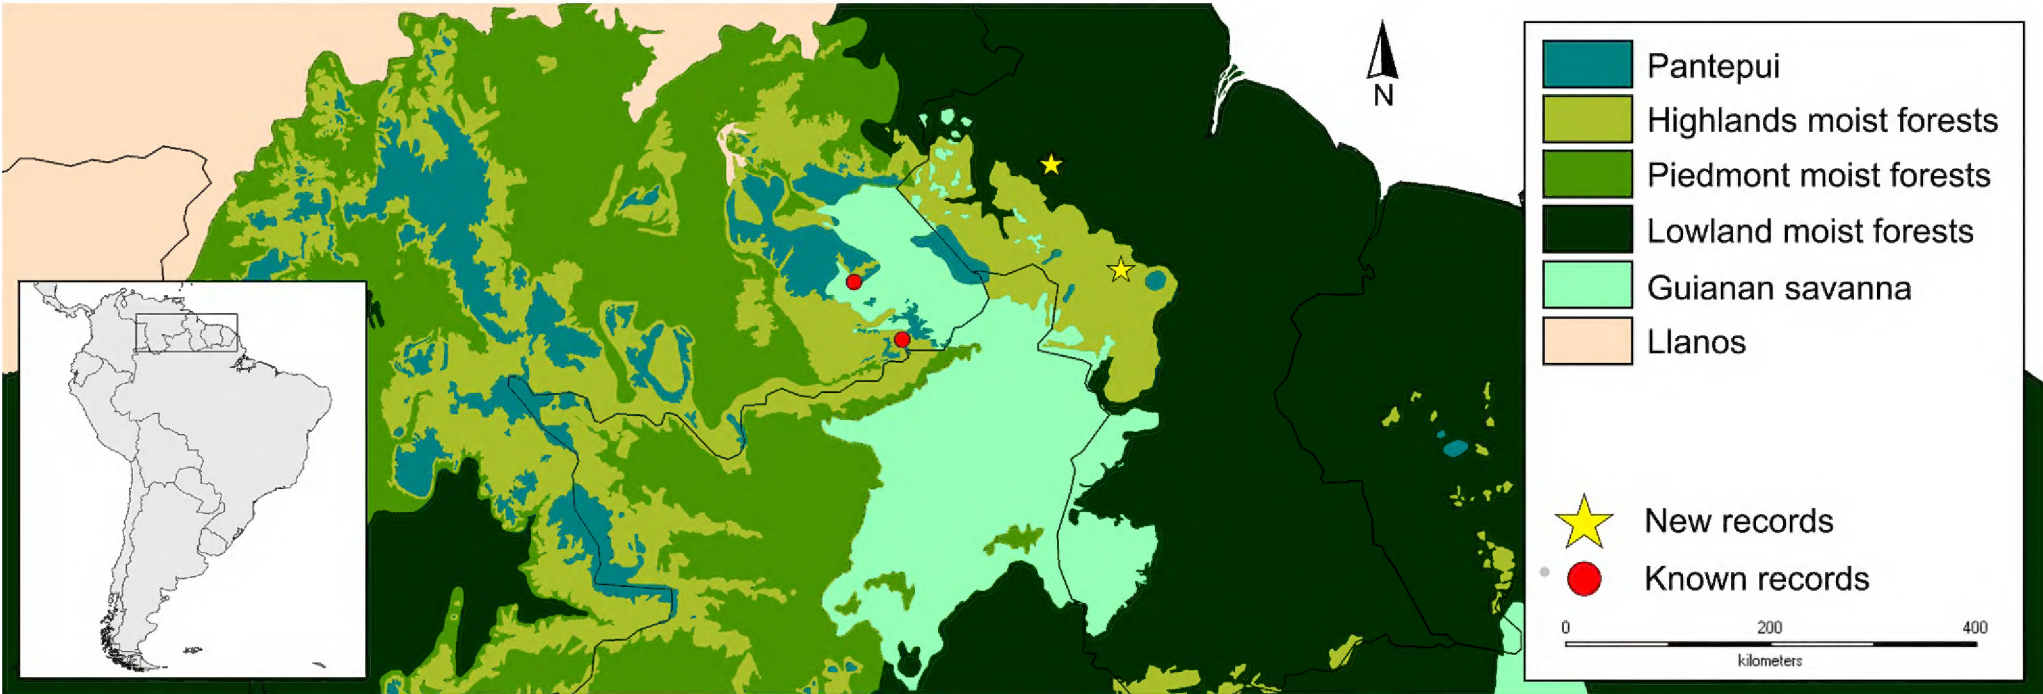 N
Pantepui
Highlands moist forests
Piedmont moist forests
Lowland moist forests
Guianan savanna
Llanos
New records
Known records
0 200 400
kilometers